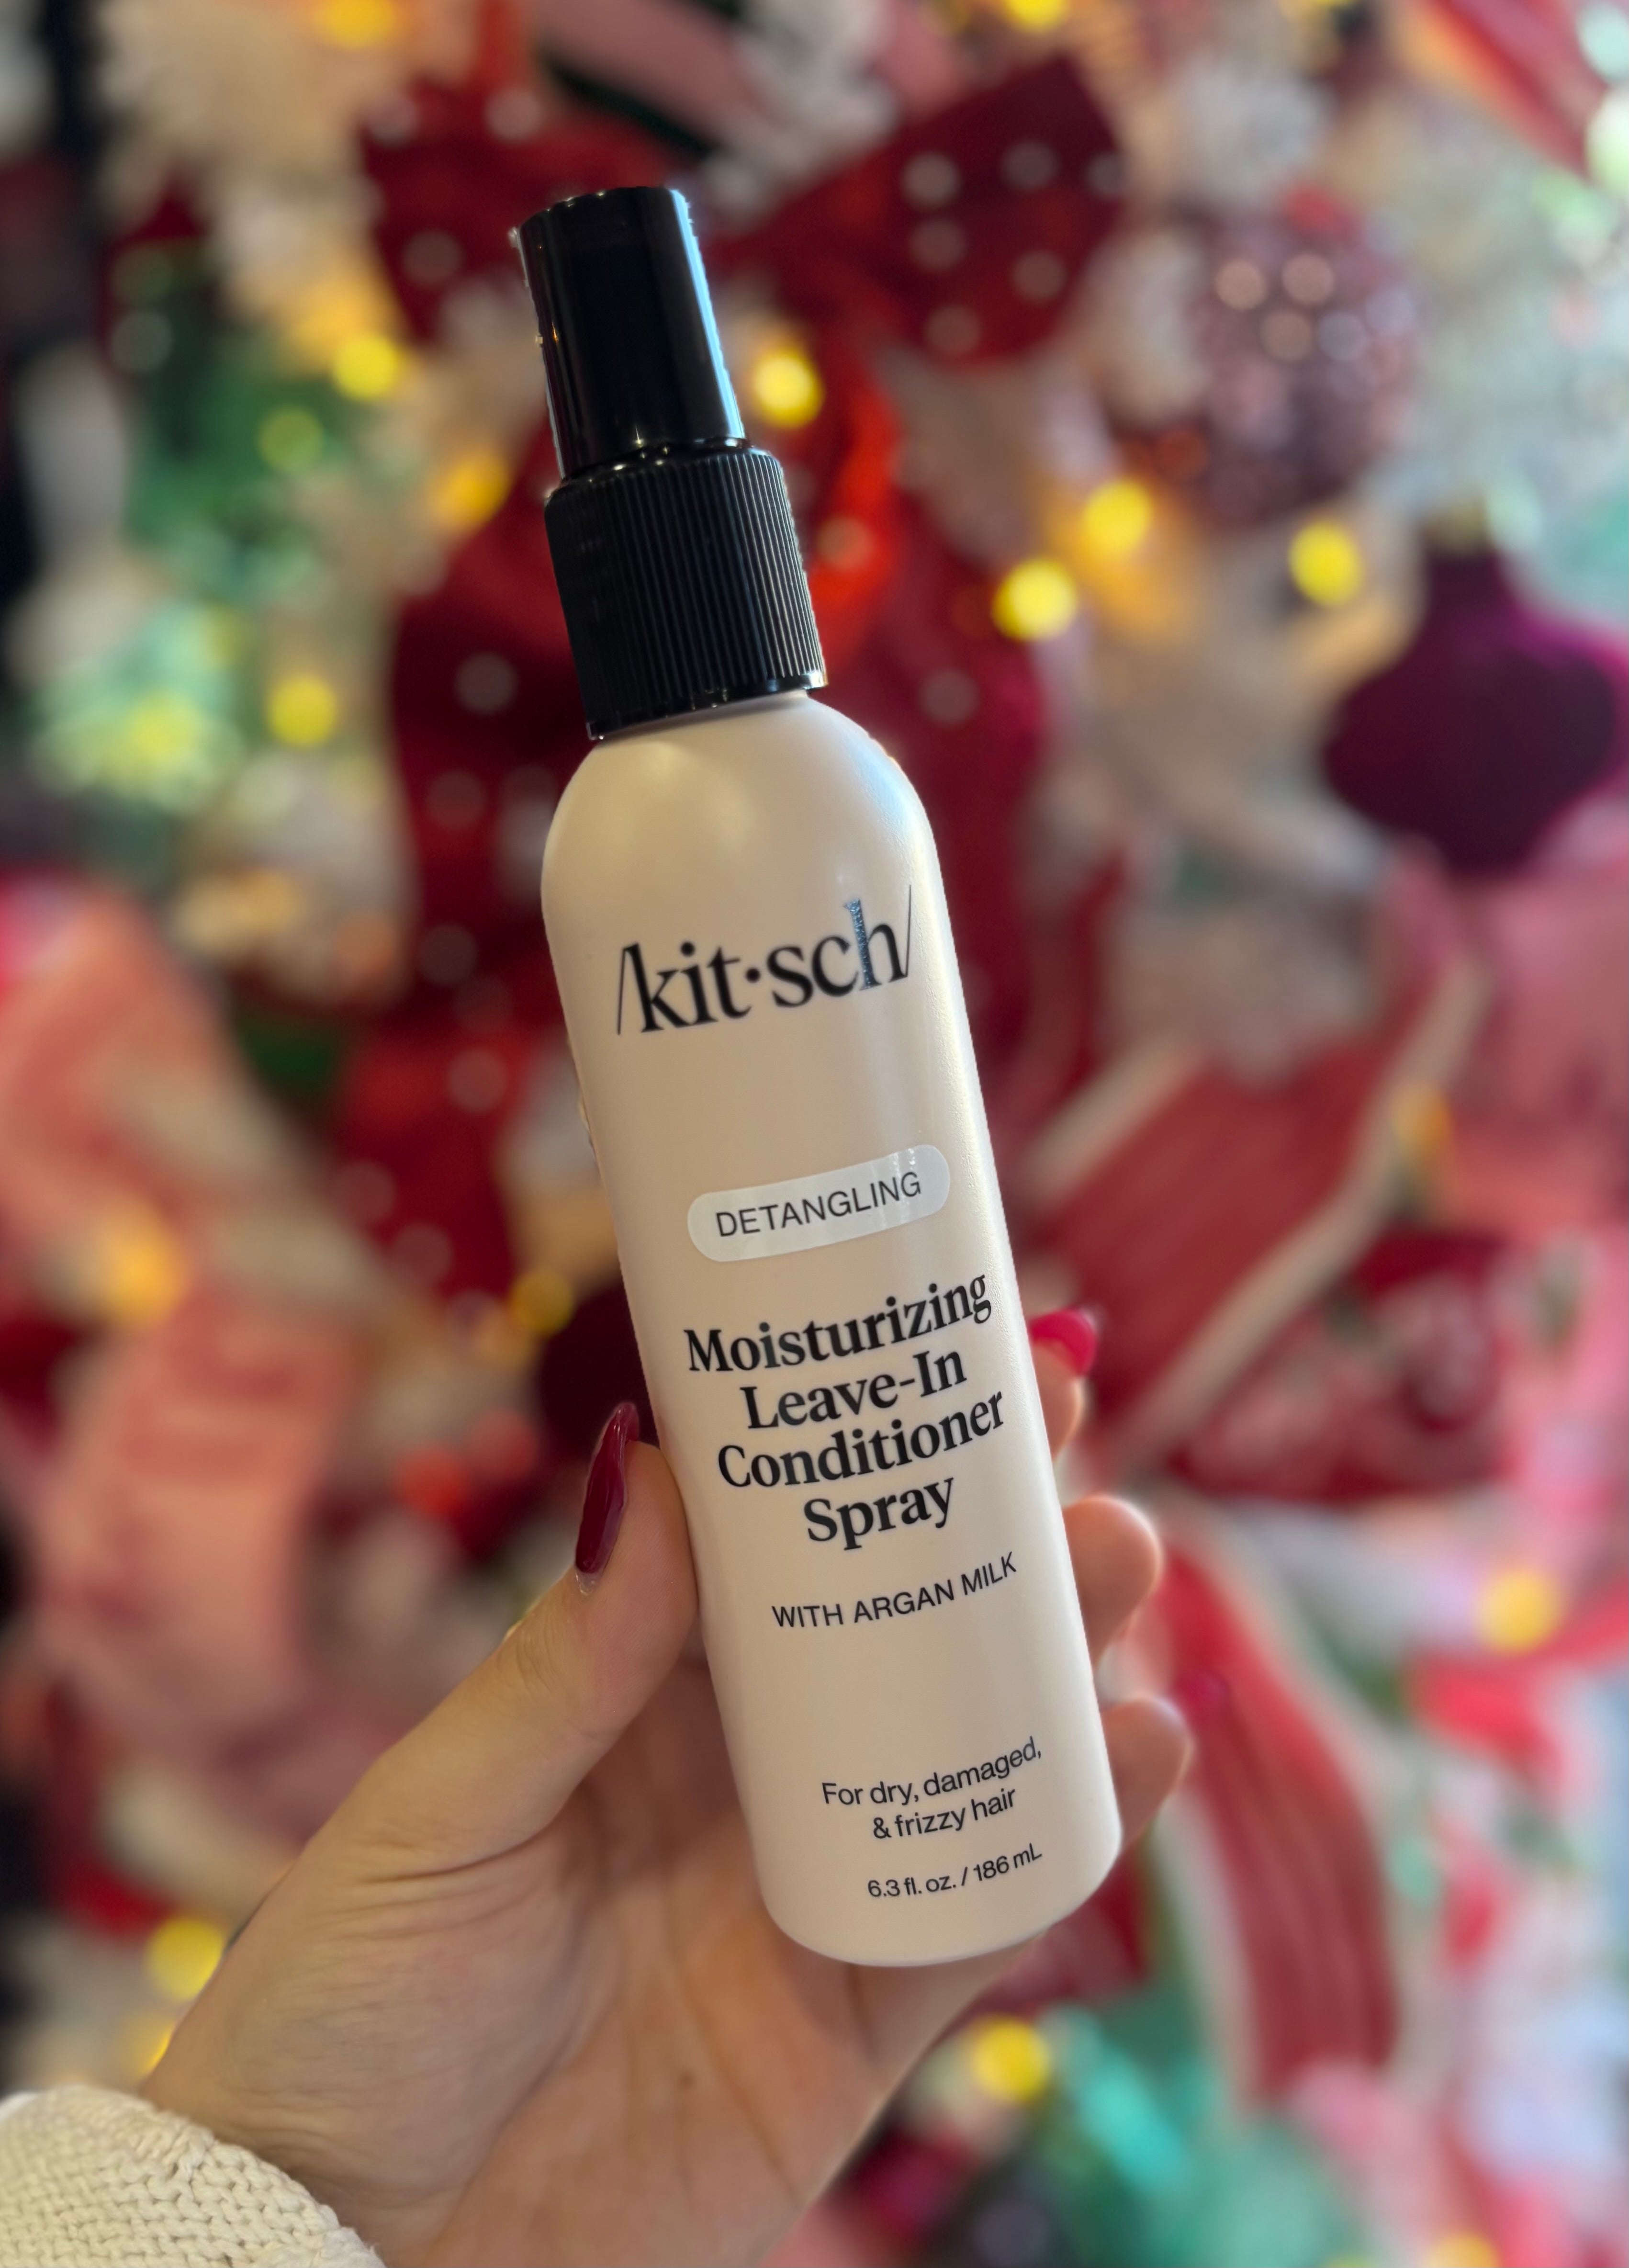 /kit·sch/
DETANGLING
Moisturizing
Leave-In
Conditioner
Spray
WITH ARGAN MILK
For dry, damaged,
& frizzy hair
6.3 fl. oz. / 186 mL